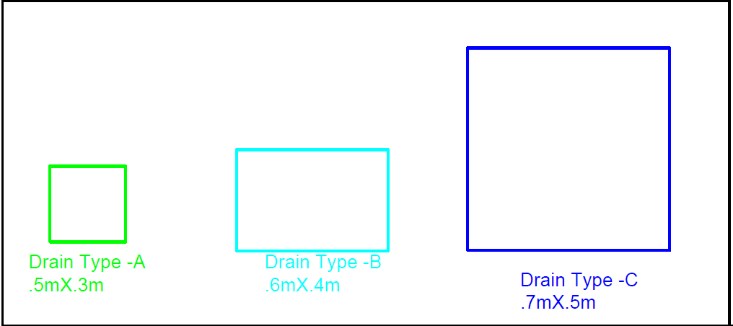 Drain Type -A
.5mX.3m
Drain Type -B
.6mX.4m
Drain Type -C
.7mX.5m